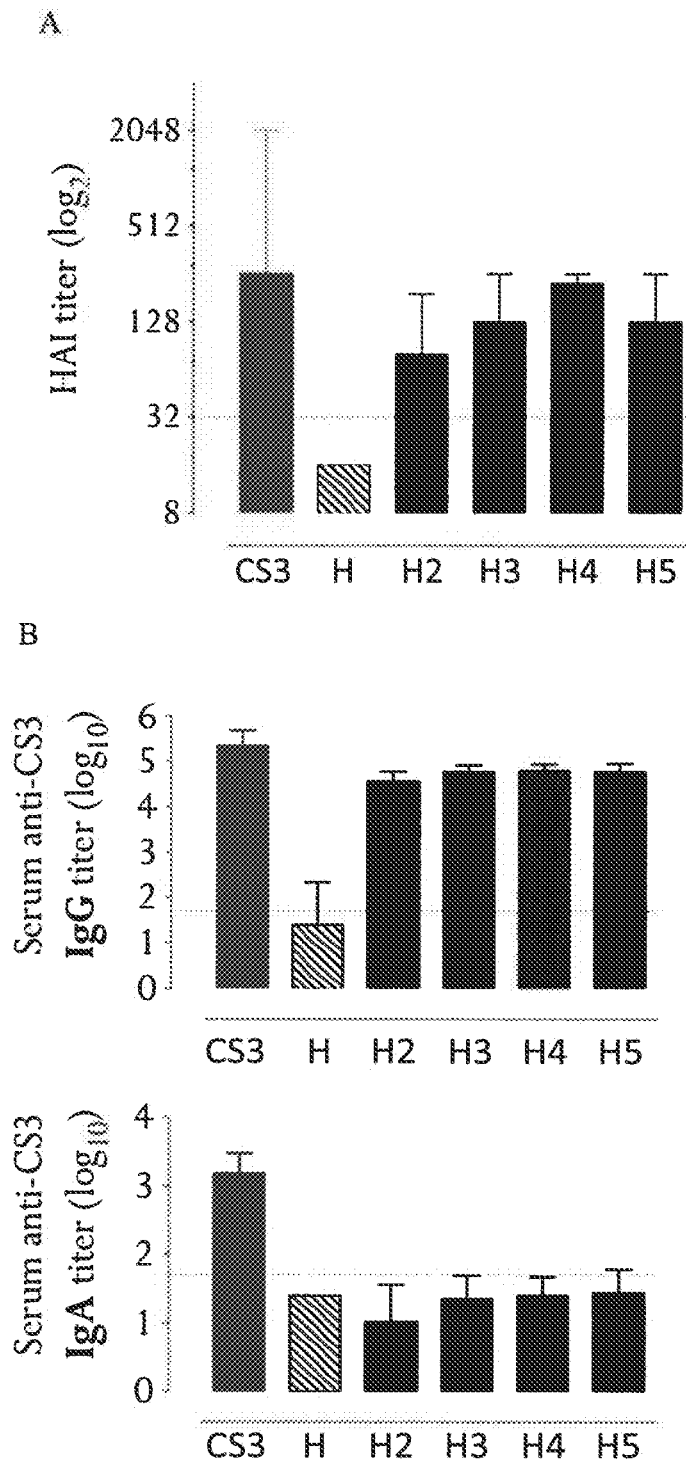 A
HAI titer (log2)
2048
512
128
32
8
CS3 H H2 H3 H4 H5
B
Serum anti-CS3
IgG titer (log10)
6
5
4
3
2
1
0
CS3 H H2 H3 H4 H5
Serum anti-CS3
IgA titer (log10)
4
3
2
1
0
CS3 H H2 H3 H4 H5